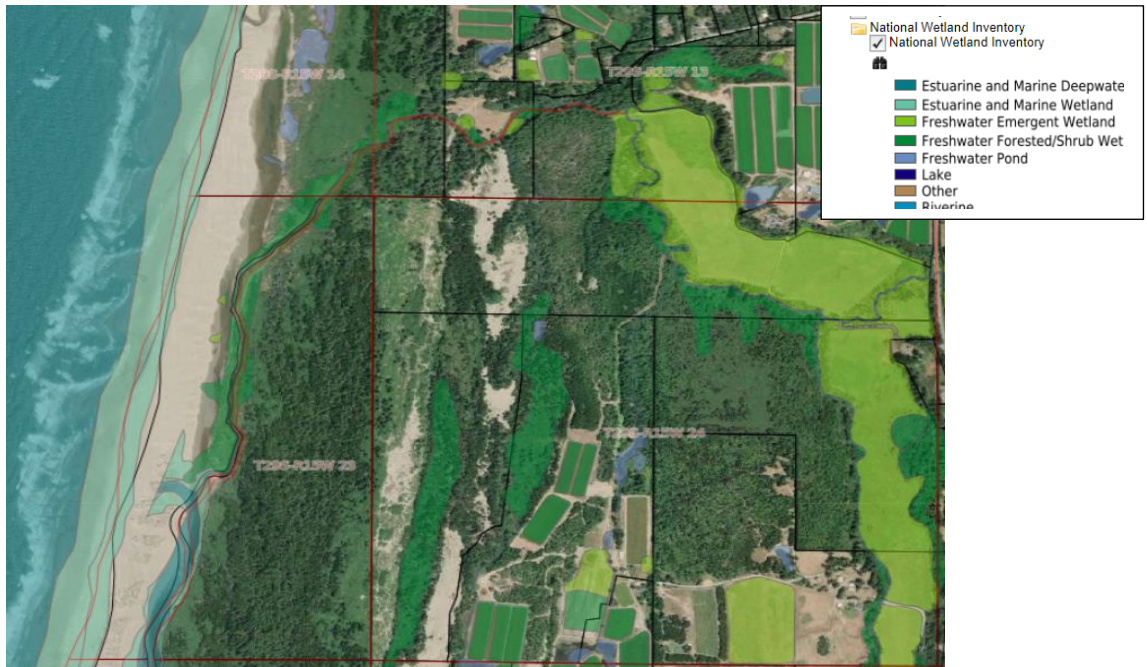 National Wetland Inventory
National Wetland Inventory
Estuarine and Marine Deepwate
Estuarine and Marine Wetland
Freshwater Emergent Wetland
Freshwater Forested/Shrub Wet
Freshwater Pond
Lake
Other
Riverine
T29S-R15W 14
T29S-R15W 13
T29S-R15W 23
T29S-R15W 24